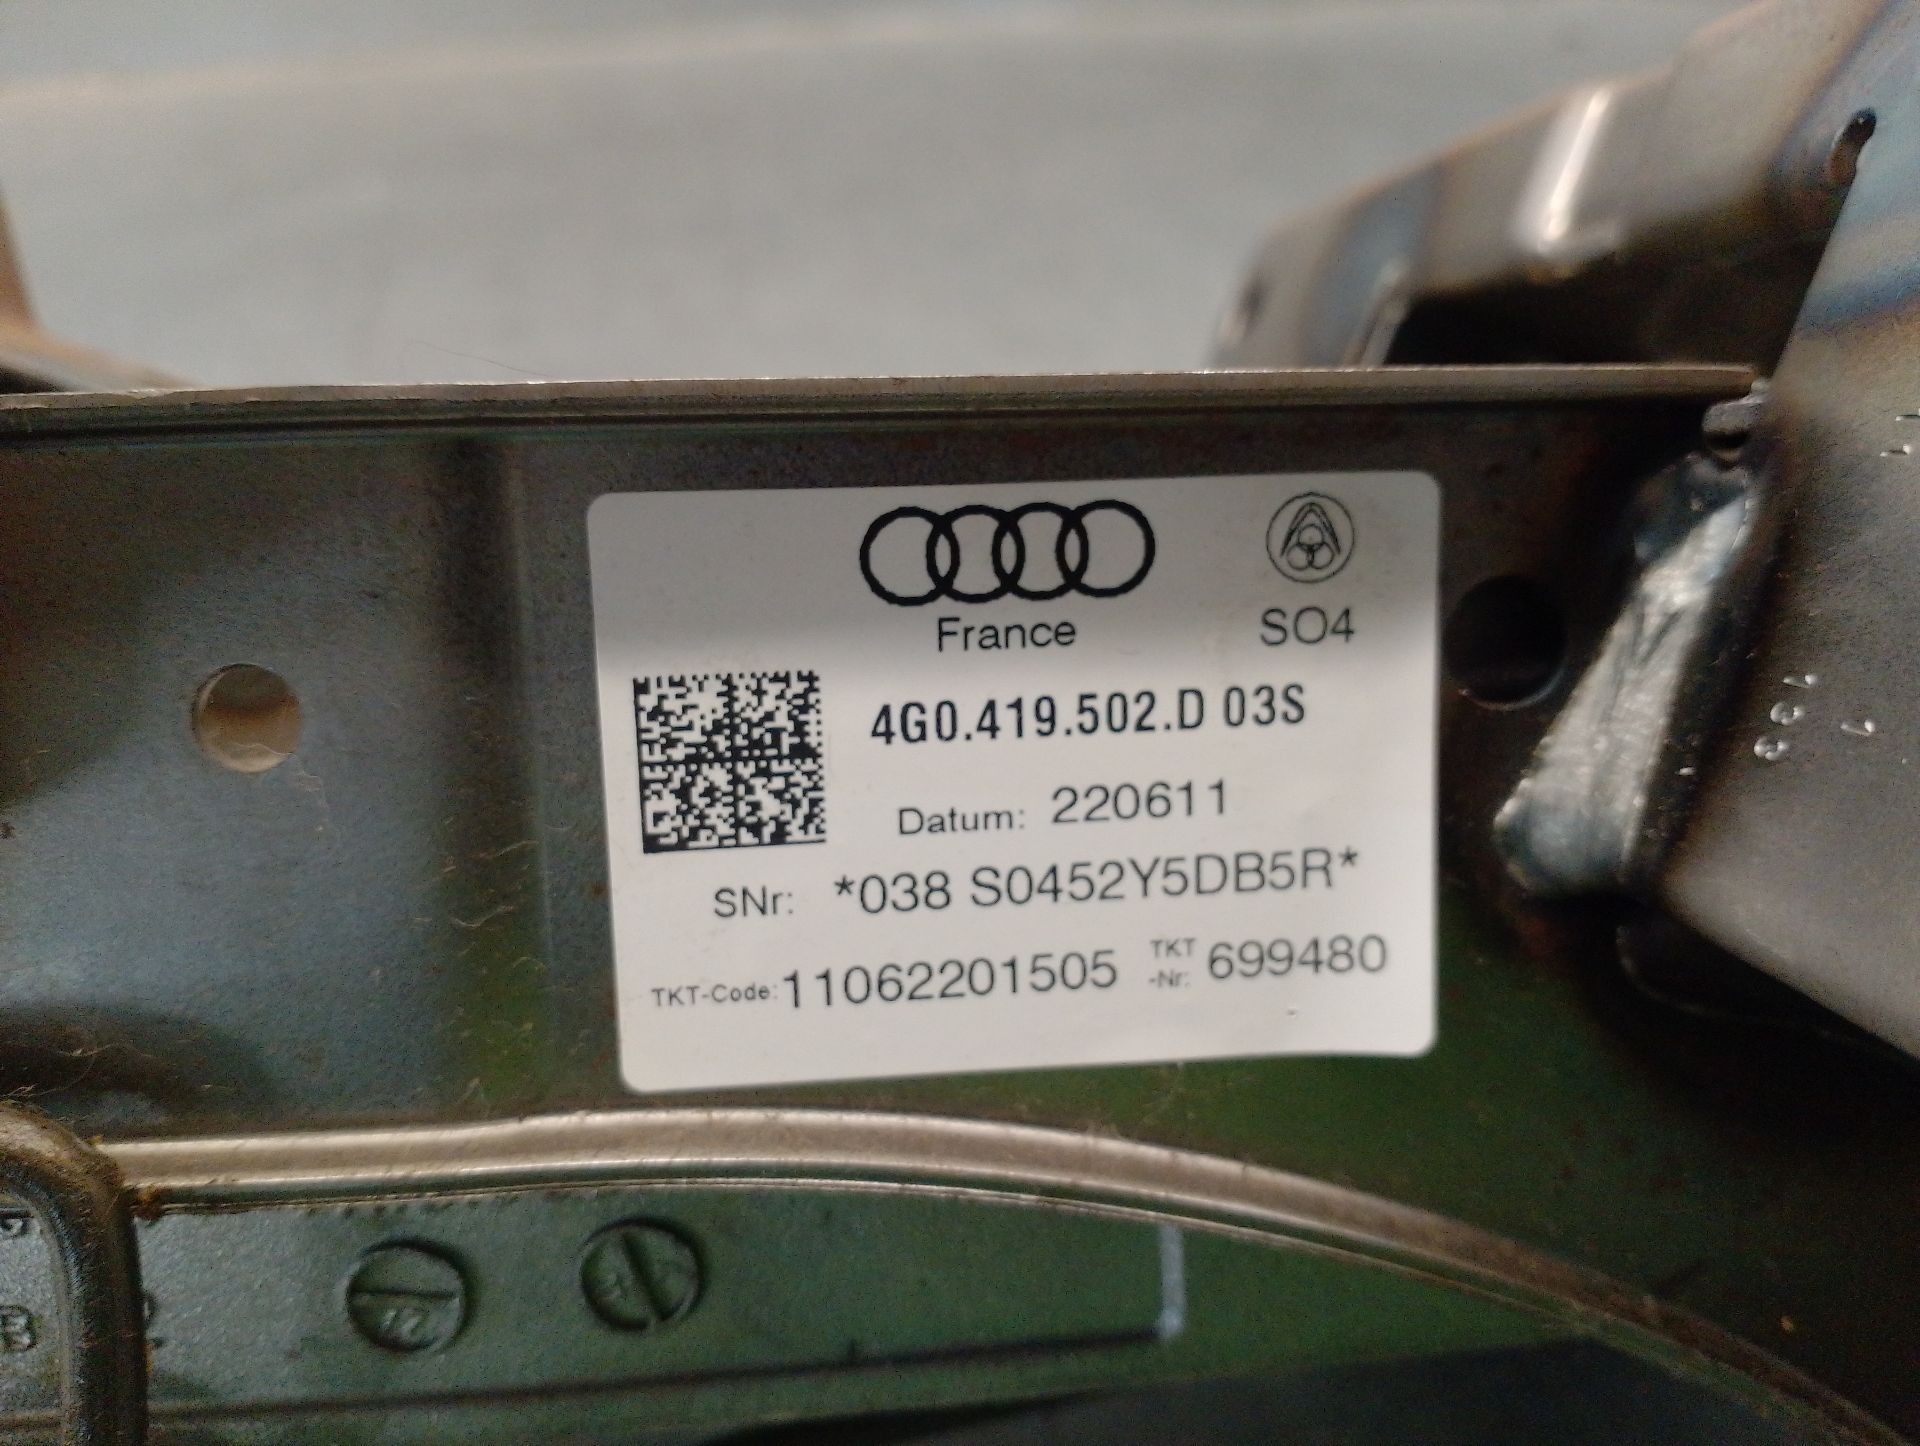 France
SO4
4G0.419.502.D 03S
Datum: 220611
SNr: *038 S0452Y5DB5R*
TKT-Code: 11062201505 TKT -Nr: 699480
B